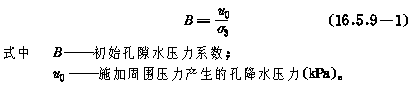 B = u₀/σ₃ (16.5.9-1)
式中 B——初始孔隙水压力系数;
u₀——施加周围压力产生的孔降水压力(kPa)。